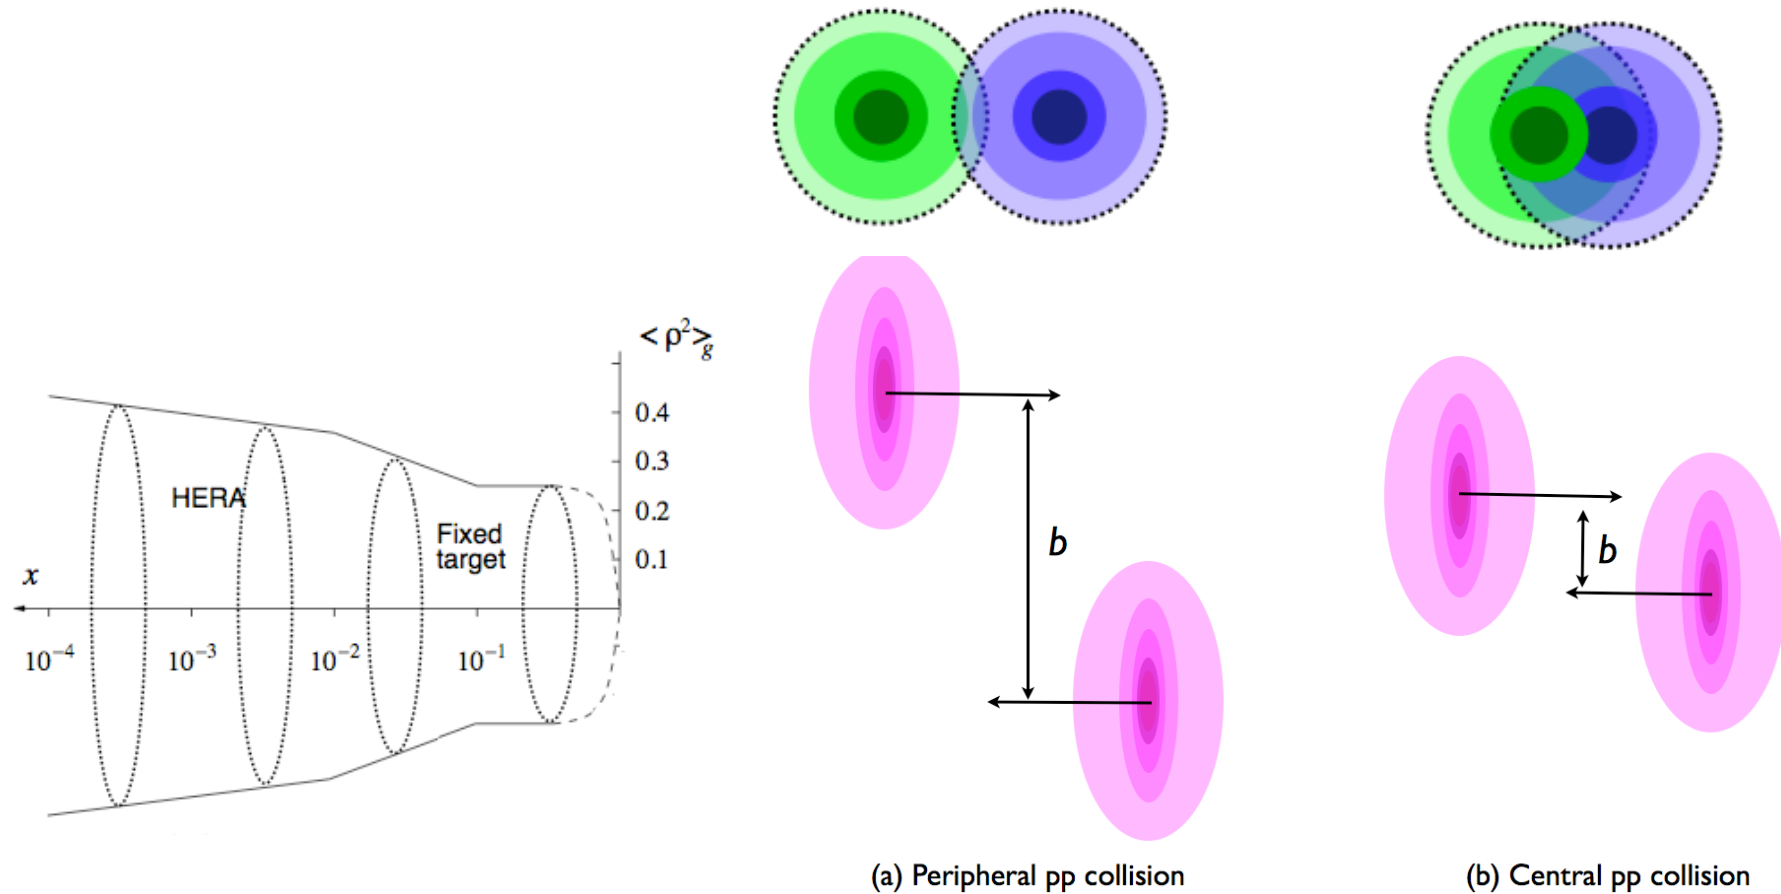 < ρ² >g
0.4
0.3
0.2
0.1
HERA
Fixed
target
x
10⁻⁴
10⁻³
10⁻²
10⁻¹
b
b
(a) Peripheral pp collision
(b) Central pp collision